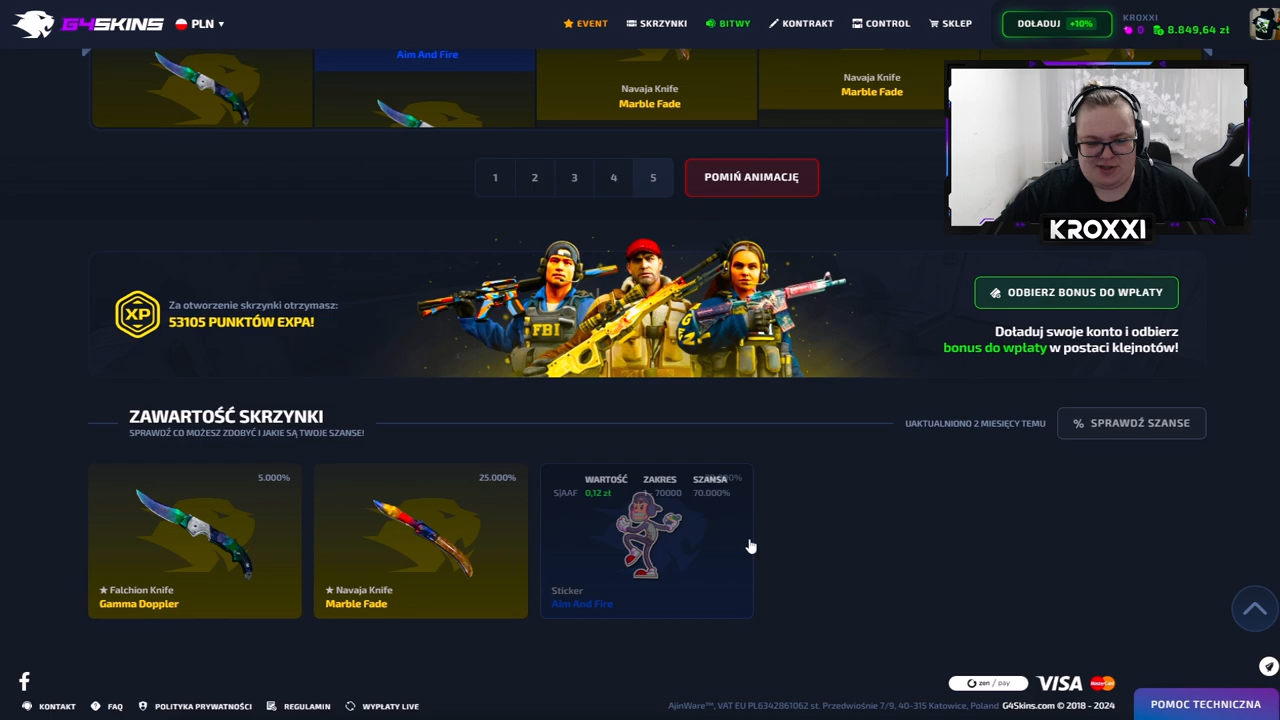 G4SKINS
PLN
EVENT
SKRZYNKI
BITWY
KONTRAKT
CONTROL
SKLEP
DOŁADUJ +10%
KROXXI
0 8.849,64 zł
Aim And Fire
Navaja Knife
Marble Fade
Navaja Knife
Marble Fade
1 2 3 4 5
POMIŃ ANIMACJĘ
KROXXI
XP
Za otworzenie skrzynki otrzymasz:
53105 PUNKTÓW EXPA!
FBI
ODBIERZ BONUS DO WPŁATY
Doładuj swoje konto i odbierz
bonus do wpłaty w postaci klejnotów!
ZAWARTOŚĆ SKRZYNKI
SPRAWDŹ CO MOŻESZ ZDOBYĆ I JAKIE SĄ TWOJE SZANSE!
UAKTUALNIONO 2 MIESIĘCY TEMU
% SPRAWDŹ SZANSE
5.000%
★ Falchion Knife
Gamma Doppler
25.000%
★ Navaja Knife
Marble Fade
WARTOŚĆ ZAKRES SZANSA
S|AAF 0,12 zł 1 - 70000 70.000%
Sticker
Aim And Fire
zen / pay VISA MasterCard
KONTAKT
FAQ
POLITYKA PRYWATNOŚCI
REGULAMIN
WYPŁATY LIVE
AjinWare™, VAT EU PL6342861062 st. Przedwiośnie 7/9, 40-315 Katowice, Poland G4Skins.com © 2018 - 2024
POMOC TECHNICZNA